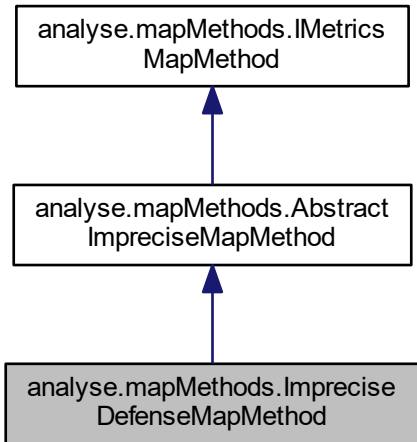 analyse.mapMethods.IMetrics
MapMethod
analyse.mapMethods.Abstract
ImpreciseMapMethod
analyse.mapMethods.Imprecise
DefenseMapMethod